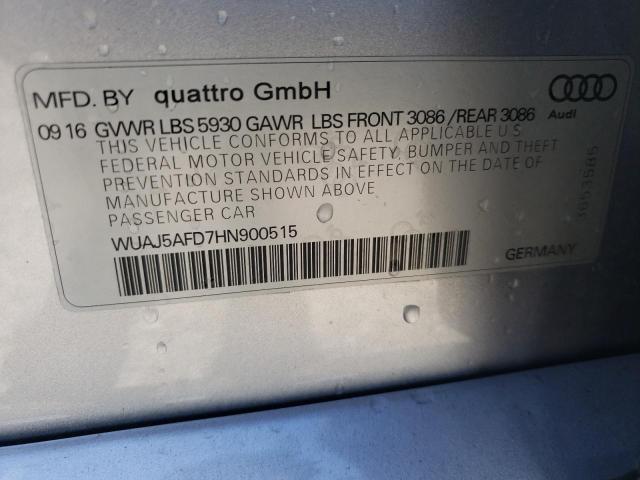 MFD. BY quattro GmbH
Audi
09 16 GVWR LBS 5930 GAWR LBS FRONT 3086 /REAR 3086
THIS VEHICLE CONFORMS TO ALL APPLICABLE U.S.
FEDERAL MOTOR VEHICLE SAFETY, BUMPER AND THEFT
PREVENTION STANDARDS IN EFFECT ON THE DATE OF
MANUFACTURE SHOWN ABOVE
PASSENGER CAR
WUAJ5AFD7HN900515
GERMANY
3653585